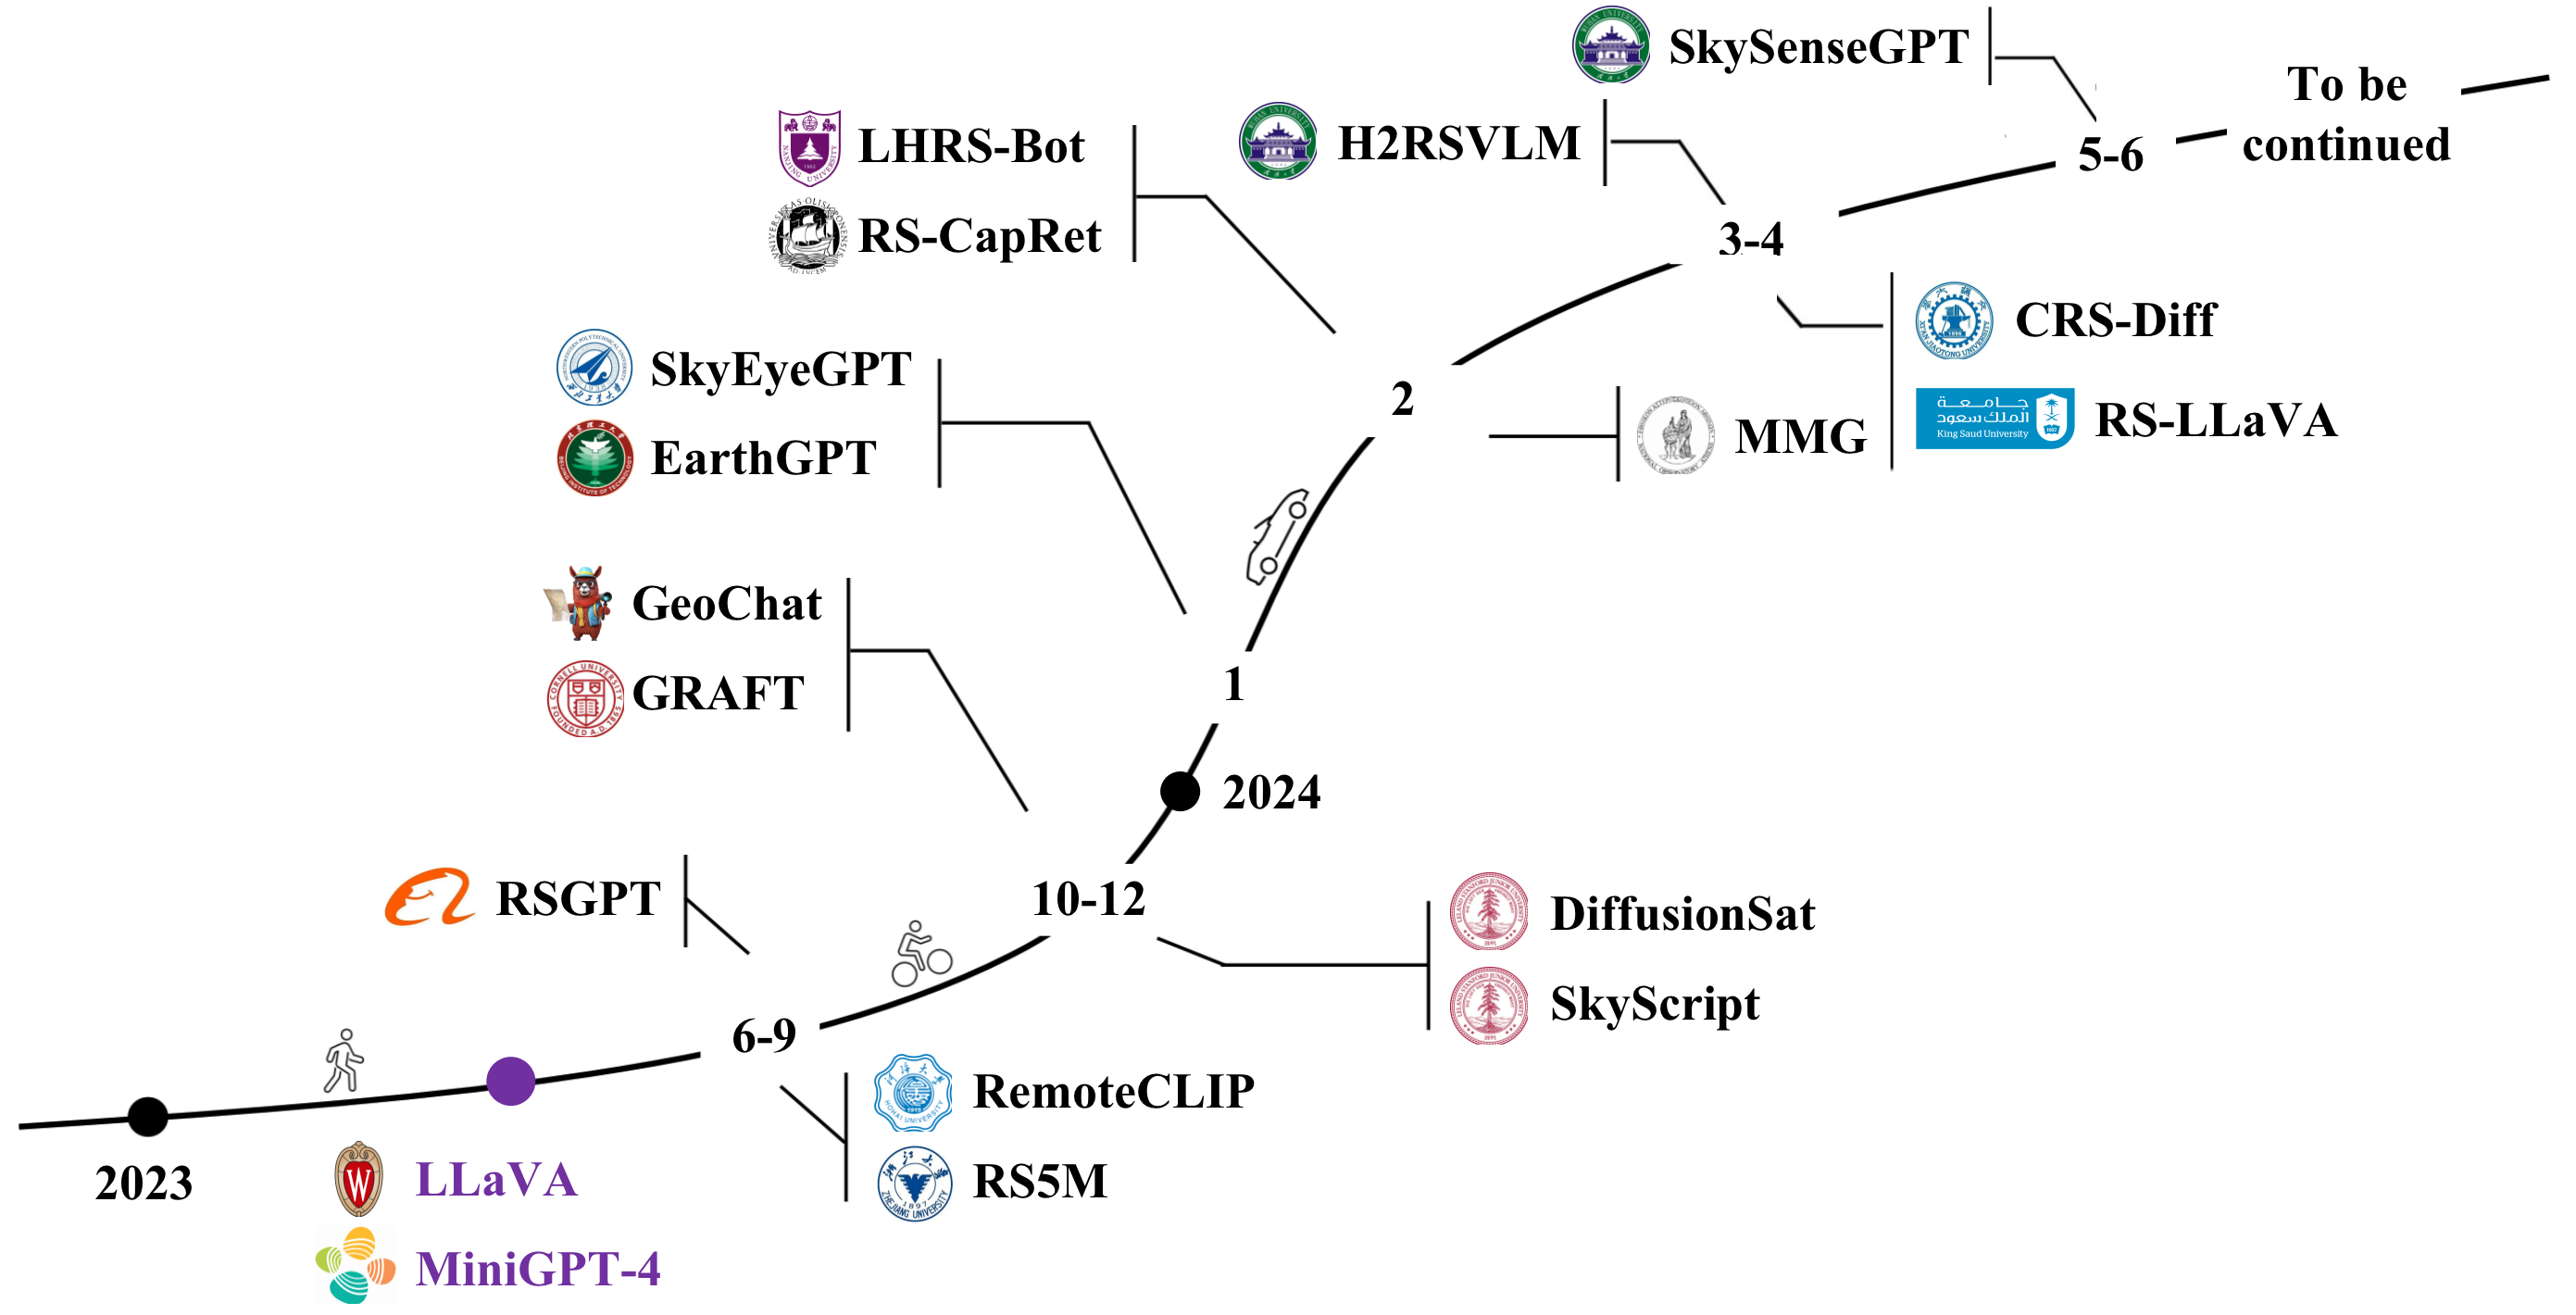 SkySenseGPT
To be
continued
5-6
LHRS-Bot
H2RSVLM
RS-CapRet
3-4
CRS-Diff
SkyEyeGPT
2
جامعة
الملك سعود
King Saud University
RS-LLaVA
MMG
EarthGPT
GeoChat
1
GRAFT
2024
RSGPT
10-12
DiffusionSat
SkyScript
6-9
RemoteCLIP
2023
LLaVA
RS5M
MiniGPT-4